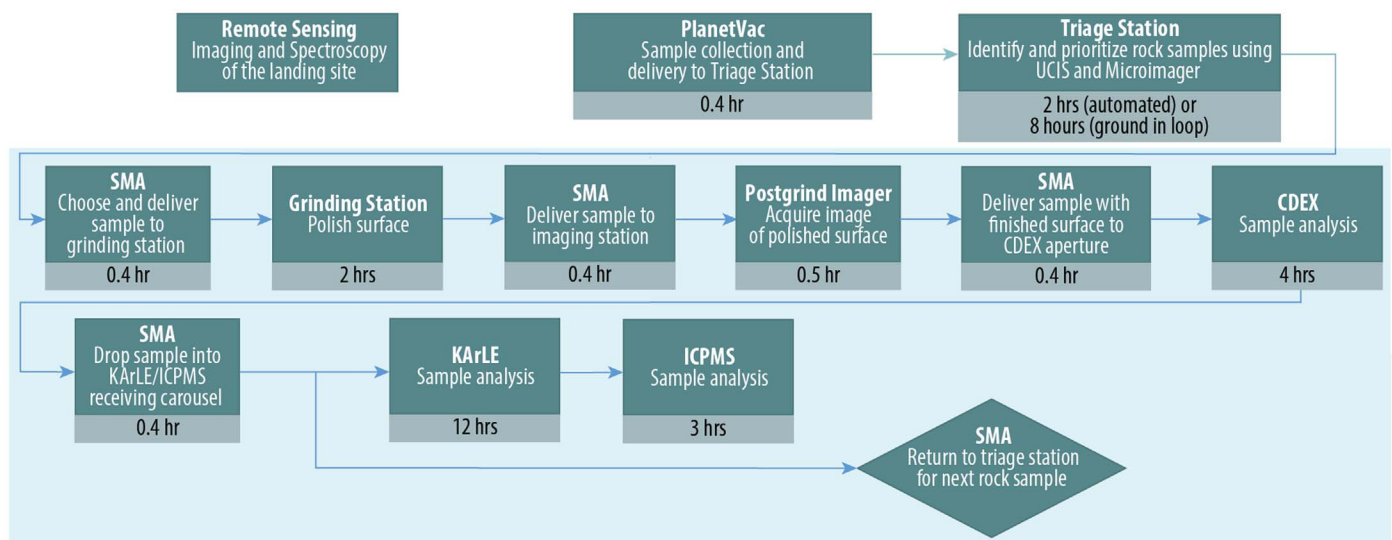 Remote Sensing
Imaging and Spectroscopy
of the landing site
PlanetVac
Sample collection and
delivery to Triage Station
0.4 hr
Triage Station
Identify and prioritize rock samples using
UCIS and Microimager
2 hrs (automated) or
8 hours (ground in loop)
SMA
Choose and deliver
sample to
grinding station
0.4 hr
Grinding Station
Polish surface
2 hrs
SMA
Deliver sample to
imaging station
0.4 hr
Postgrind Imager
Acquire image
of polished surface
0.5 hr
SMA
Deliver sample with
finished surface to
CDEX aperture
0.4 hr
CDEX
Sample analysis
4 hrs
SMA
Drop sample into
KArLE/ICPMS
receiving carousel
0.4 hr
KArLE
Sample analysis
12 hrs
ICPMS
Sample analysis
3 hrs
SMA
Return to triage station
for next rock sample